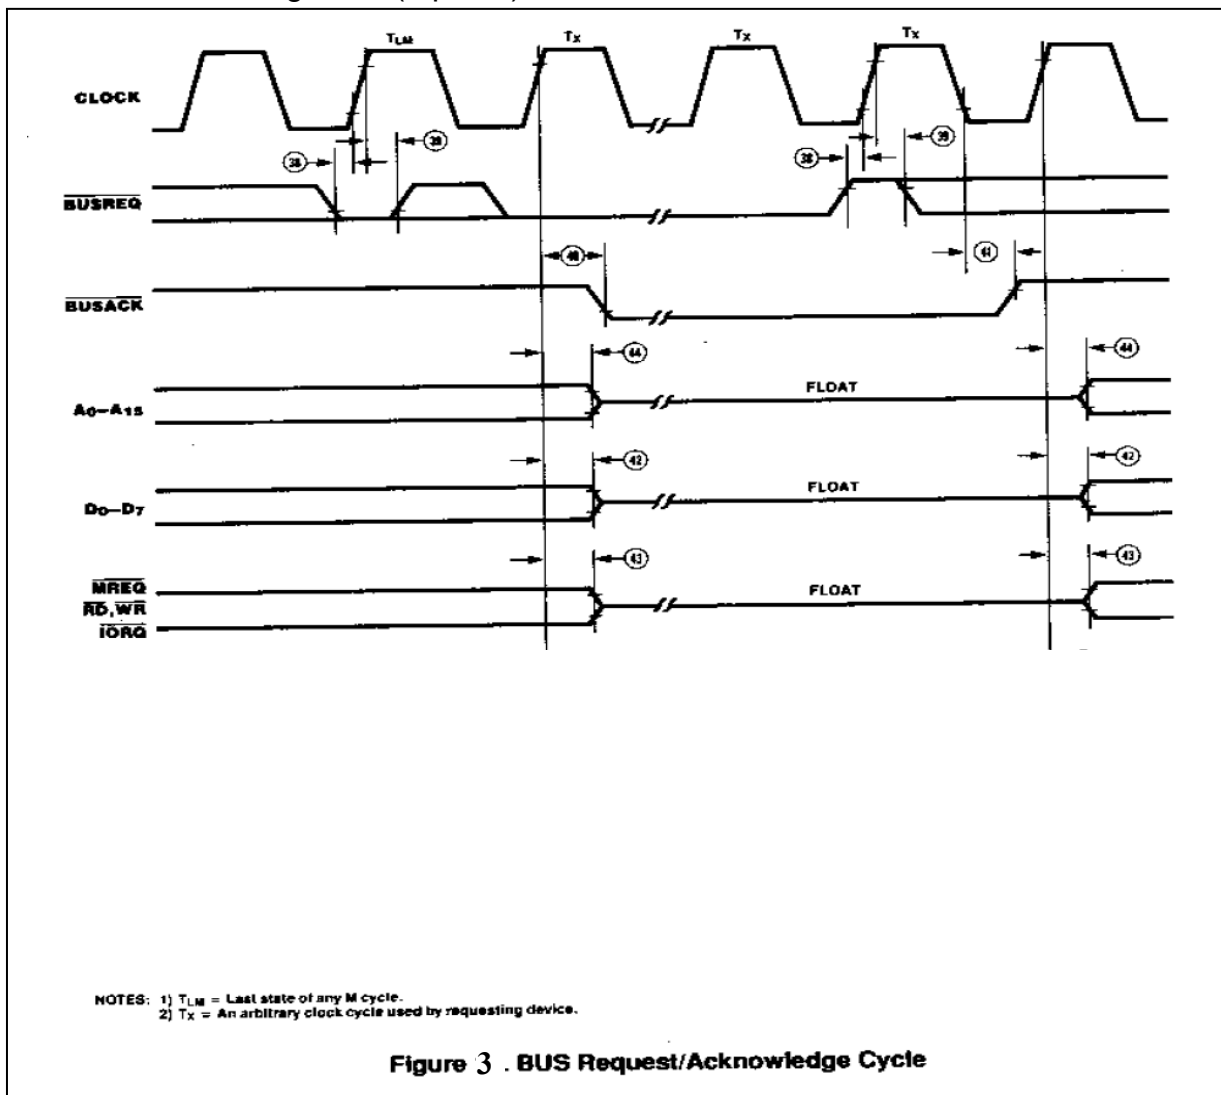 TLM Tx Tx Tx
CLOCK
38 39 38 39
BUSREQ
40 41
BUSACK
44 44
FLOAT
A0–A15
42 42
FLOAT
D0–D7
43 43
MREQ FLOAT
RD, WR
IORQ
NOTES: 1) TLM = Last state of any M cycle.
2) Tx = An arbitrary clock cycle used by requesting device.
Figure 3 . BUS Request/Acknowledge Cycle